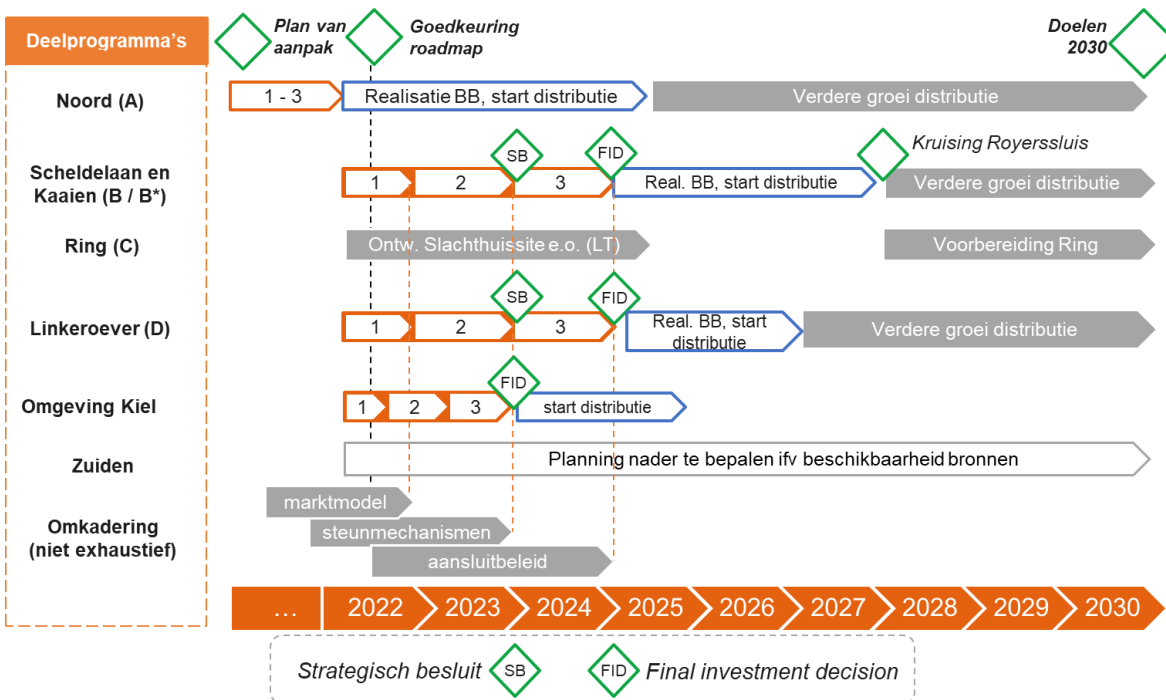 Deelprogramma's
Plan van
aanpak
Goedkeuring
roadmap
Doelen
2030
Noord (A)
1 - 3
Realisatie BB, start distributie
Verdere groei distributie
Kruising Royerssluis
Scheldelaan en
Kaaien (B / B*)
SB
FID
1
2
3
Real. BB, start distributie
Verdere groei distributie
Ring (C)
Ontw. Slachthuissite e.o. (LT)
Voorbereiding Ring
Linkeroever (D)
SB
FID
1
2
3
Real. BB, start
distributie
Verdere groei distributie
Omgeving Kiel
FID
1
2
3
start distributie
Zuiden
Planning nader te bepalen ifv beschikbaarheid bronnen
Omkadering
(niet exhaustief)
marktmodel
steunmechanismen
aansluitbeleid
... 2022 2023 2024 2025 2026 2027 2028 2029 2030
Strategisch besluit SB FID Final investment decision